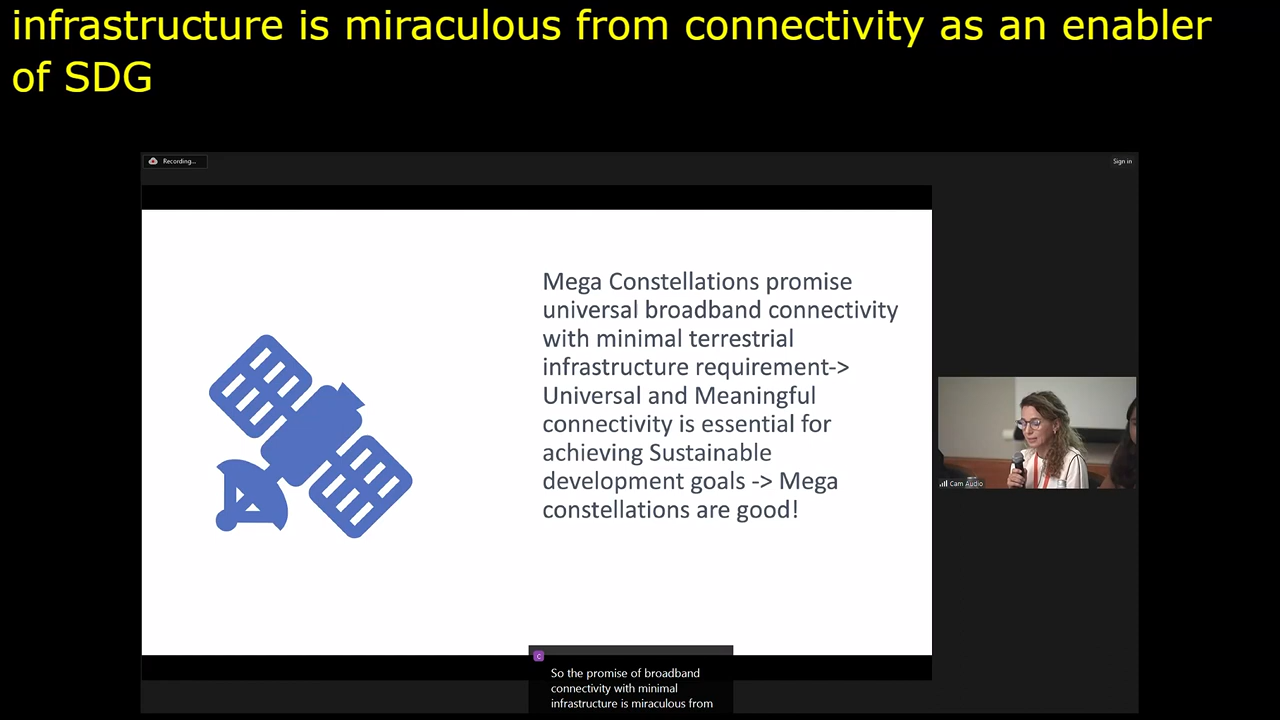 infrastructure is miraculous from connectivity as an enabler
of SDG
Recording...
Sign in
Mega Constellations promise
universal broadband connectivity
with minimal terrestrial
infrastructure requirement->
Universal and Meaningful
connectivity is essential for
achieving Sustainable
development goals -> Mega
constellations are good!
Cam Audio
C
So the promise of broadband
connectivity with minimal
infrastructure is miraculous from